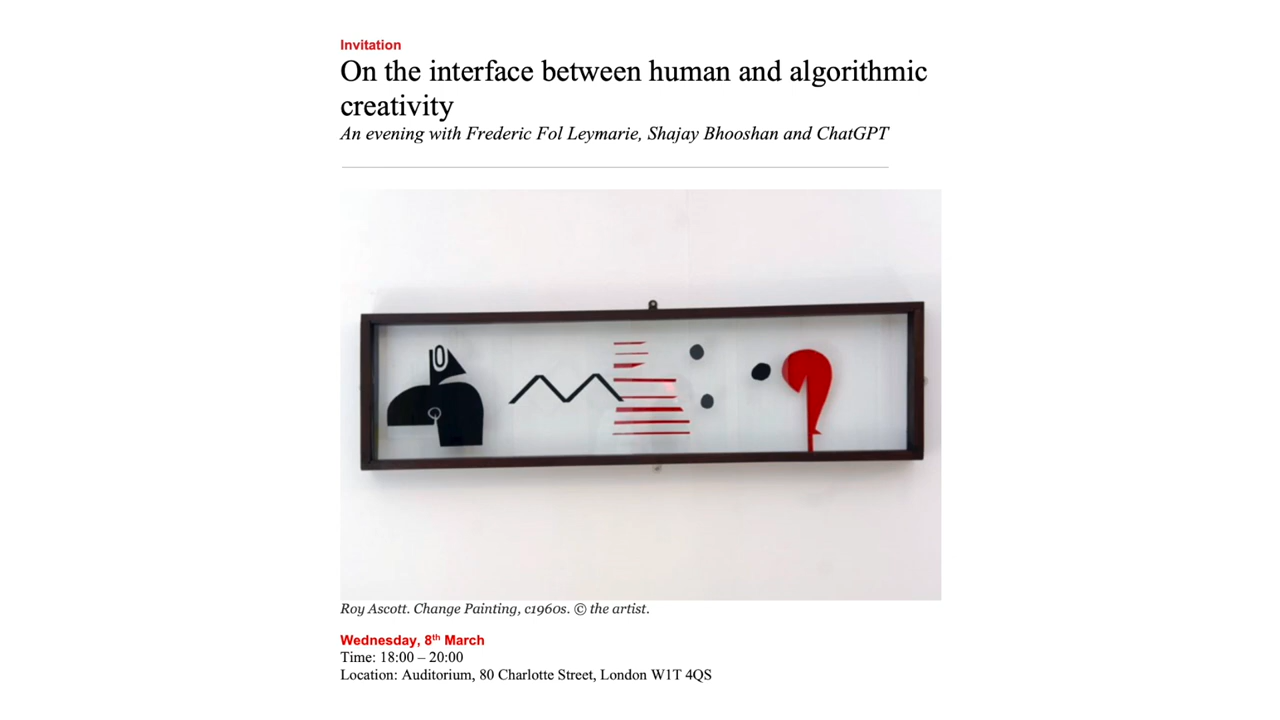 Invitation
On the interface between human and algorithmic
creativity
An evening with Frederic Fol Leymarie, Shajay Bhooshan and ChatGPT
Roy Ascott. Change Painting, c1960s. © the artist.
Wednesday, 8th March
Time: 18:00 – 20:00
Location: Auditorium, 80 Charlotte Street, London W1T 4QS